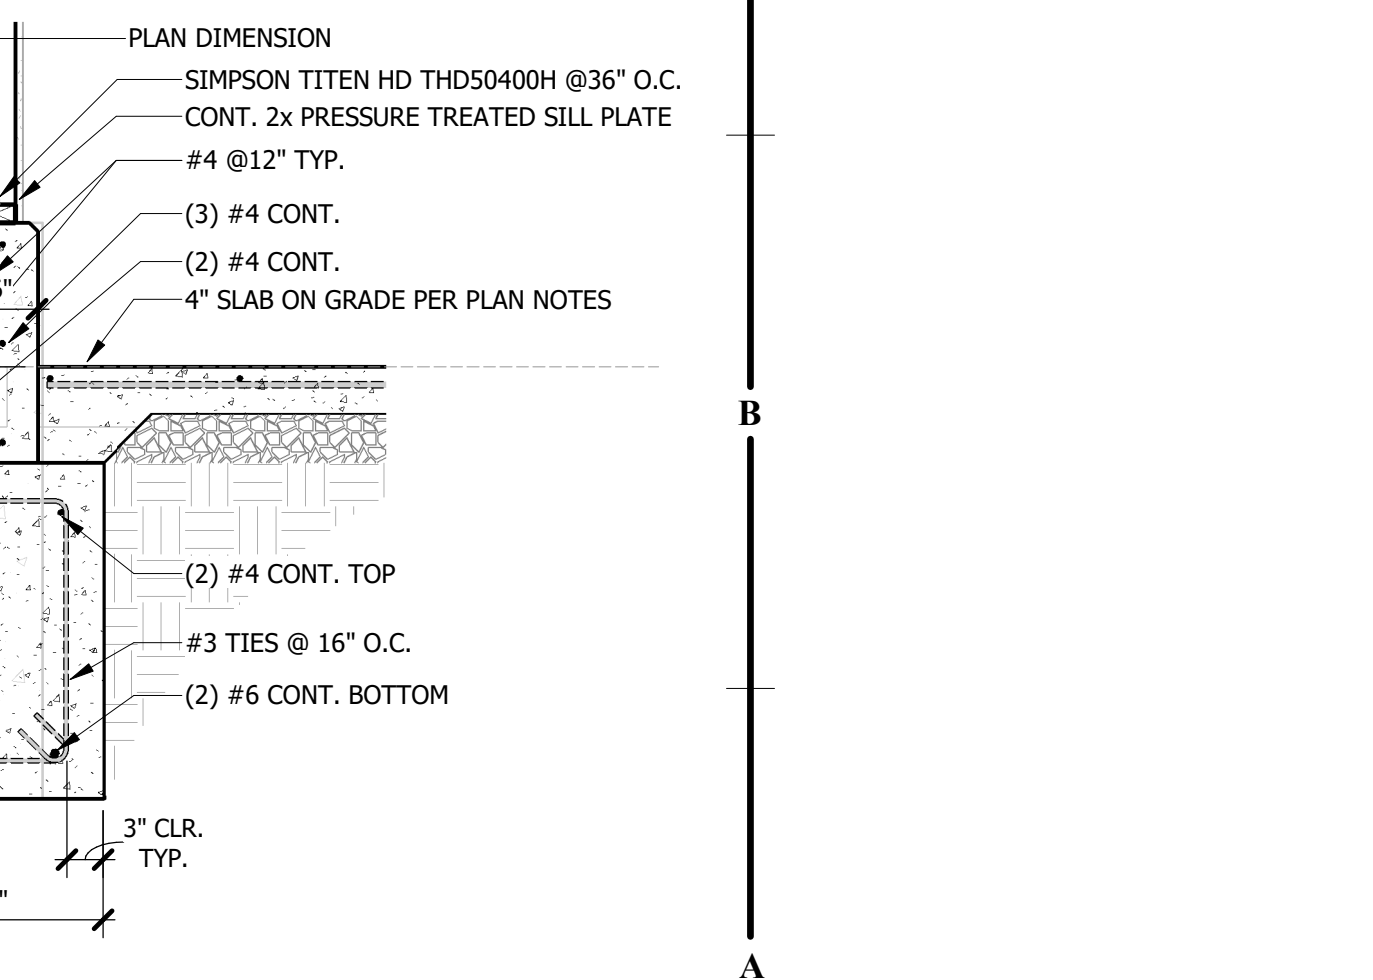 PLAN DIMENSION
SIMPSON TITEN HD THD50400H @36" O.C.
CONT. 2x PRESSURE TREATED SILL PLATE
#4 @12" TYP.
(3) #4 CONT.
(2) #4 CONT.
4" SLAB ON GRADE PER PLAN NOTES
B
(2) #4 CONT. TOP
#3 TIES @ 16" O.C.
(2) #6 CONT. BOTTOM
3" CLR.
TYP.
A